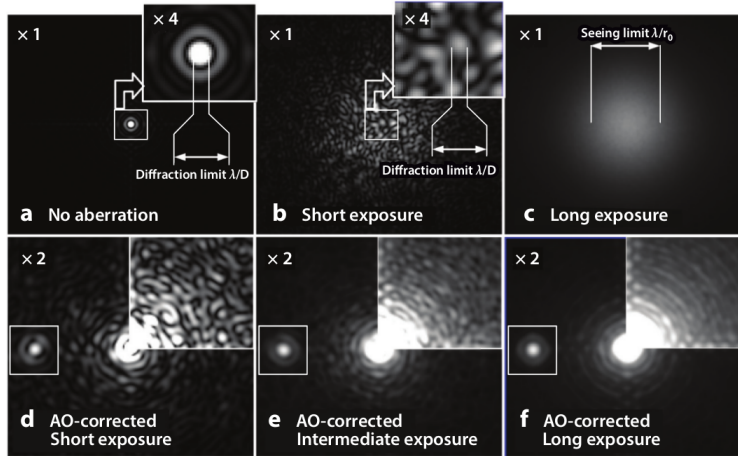 × 1
× 4
Diffraction limit λ/D
a No aberration
× 1
× 4
Diffraction limit λ/D
b Short exposure
× 1
Seeing limit λ/r₀
c Long exposure
× 2
d AO-corrected
Short exposure
× 2
e AO-corrected
Intermediate exposure
× 2
f AO-corrected
Long exposure